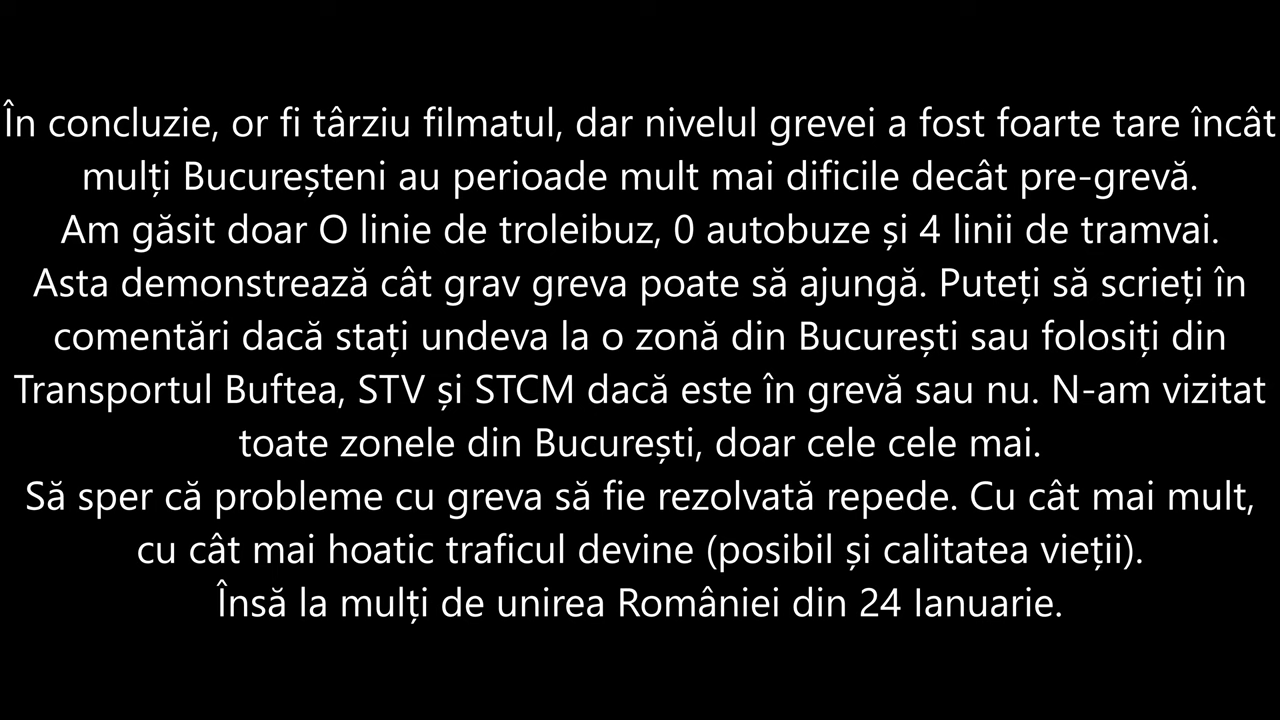 În concluzie, or fi târziu filmatul, dar nivelul grevei a fost foarte tare încât
mulți Bucureșteni au perioade mult mai dificile decât pre-grevă.
Am găsit doar O linie de troleibuz, 0 autobuze și 4 linii de tramvai.
Asta demonstrează cât grav greva poate să ajungă. Puteți să scrieți în
comentări dacă stați undeva la o zonă din București sau folosiți din
Transportul Buftea, STV și STCM dacă este în grevă sau nu. N-am vizitat
toate zonele din București, doar cele cele mai.
Să sper că probleme cu greva să fie rezolvată repede. Cu cât mai mult,
cu cât mai hoatic traficul devine (posibil și calitatea vieții).
Însă la mulți de unirea României din 24 Ianuarie.